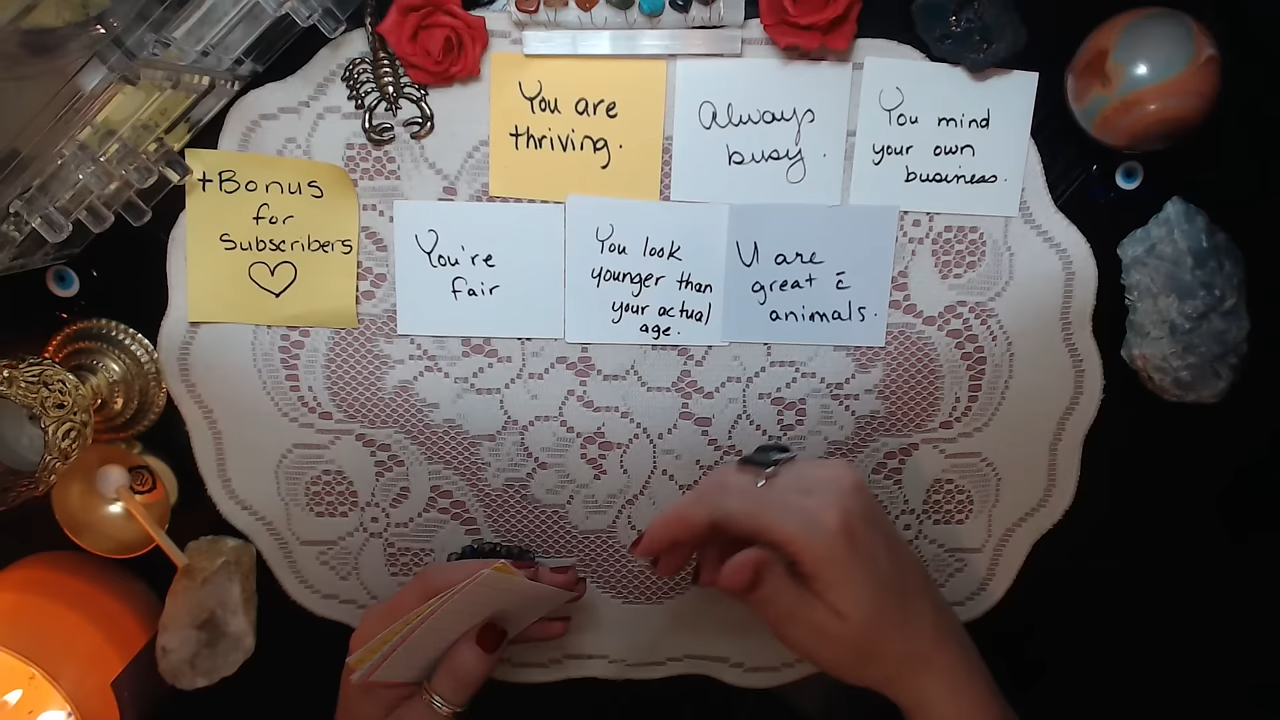 You are
thriving.
Always
busy.
You mind
your own
business.
+Bonus
for
Subscribers
You're
fair
You look
younger than
your actual
age.
U are
great c̄
animals.